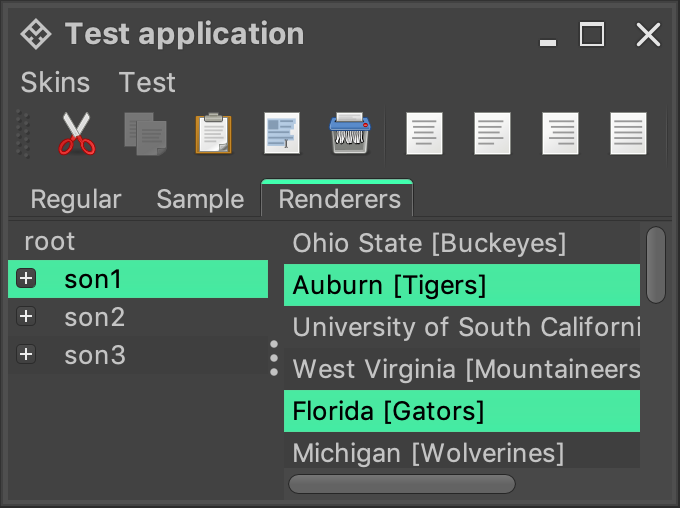 Test application
Skins Test
Regular Sample Renderers
root
son1
son2
son3
Ohio State [Buckeyes]
Auburn [Tigers]
University of South Californi
West Virginia [Mountaineers
Florida [Gators]
Michigan [Wolverines]